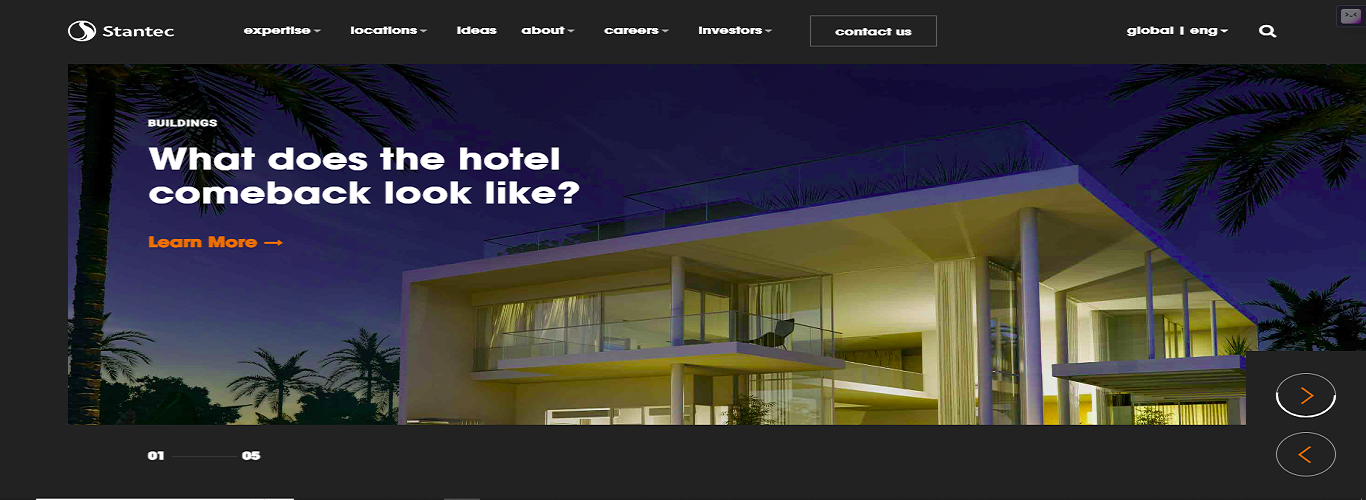 Stantec
expertise
locations
ideas
about
careers
investors
contact us
global | eng
BUILDINGS
What does the hotel
comeback look like?
Learn More →
01
05